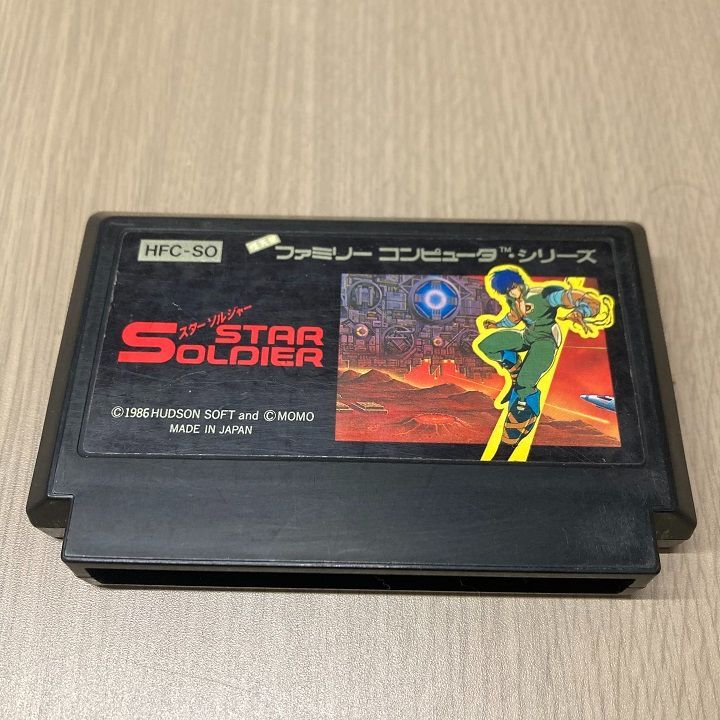 HFC-SO
ファミリー コンピュータ™・シリーズ
スター ソルジャー
STAR
SOLDIER
©1986 HUDSON SOFT and ©MOMO
MADE IN JAPAN